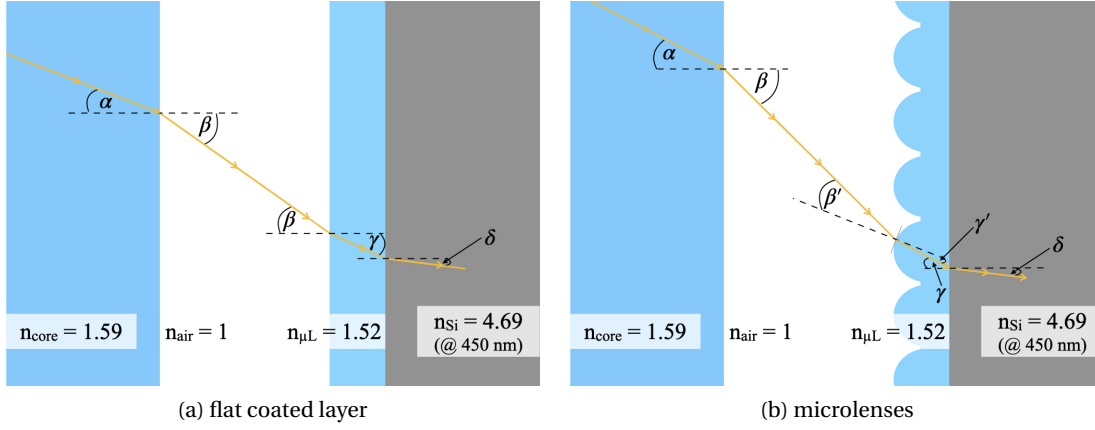 α
β
β
γ
δ
n_core = 1.59
n_air = 1
n_μL = 1.52
n_Si = 4.69
(@ 450 nm)
(a) flat coated layer
α
β
β′
γ′
δ
γ
n_core = 1.59
n_air = 1
n_μL = 1.52
n_Si = 4.69
(@ 450 nm)
(b) microlenses